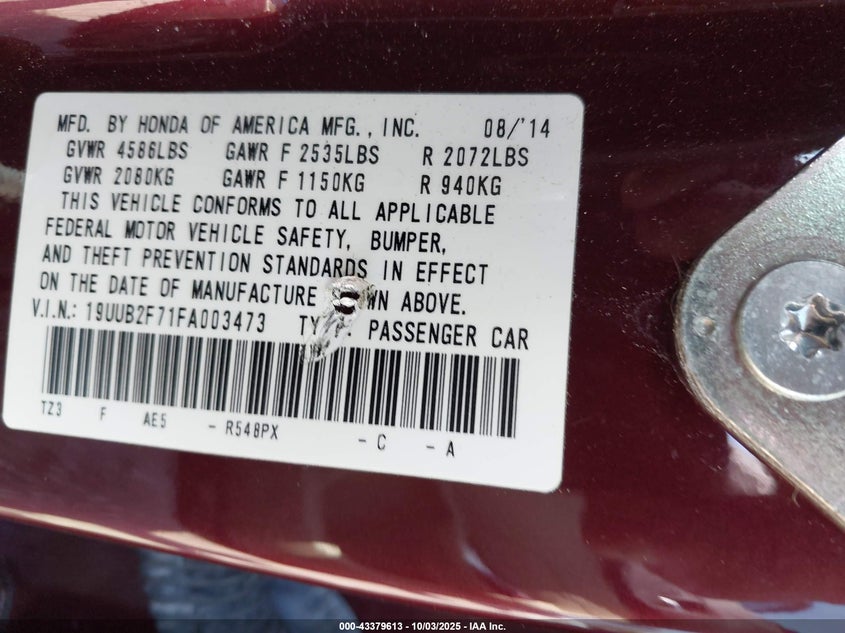 MFD. BY HONDA OF AMERICA MFG., INC. 08/'14
GVWR 4586LBS GAWR F 2535LBS R 2072LBS
GVWR 2080KG GAWR F 1150KG R 940KG
THIS VEHICLE CONFORMS TO ALL APPLICABLE
FEDERAL MOTOR VEHICLE SAFETY, BUMPER,
AND THEFT PREVENTION STANDARDS IN EFFECT
ON THE DATE OF MANUFACTURE WN ABOVE.
V.I.N.: 19UUB2F71FA003473 TY PASSENGER CAR
TZ3 F AE5 - R548PX - C - A
000-43379613 - 10/03/2025 - IAA Inc.